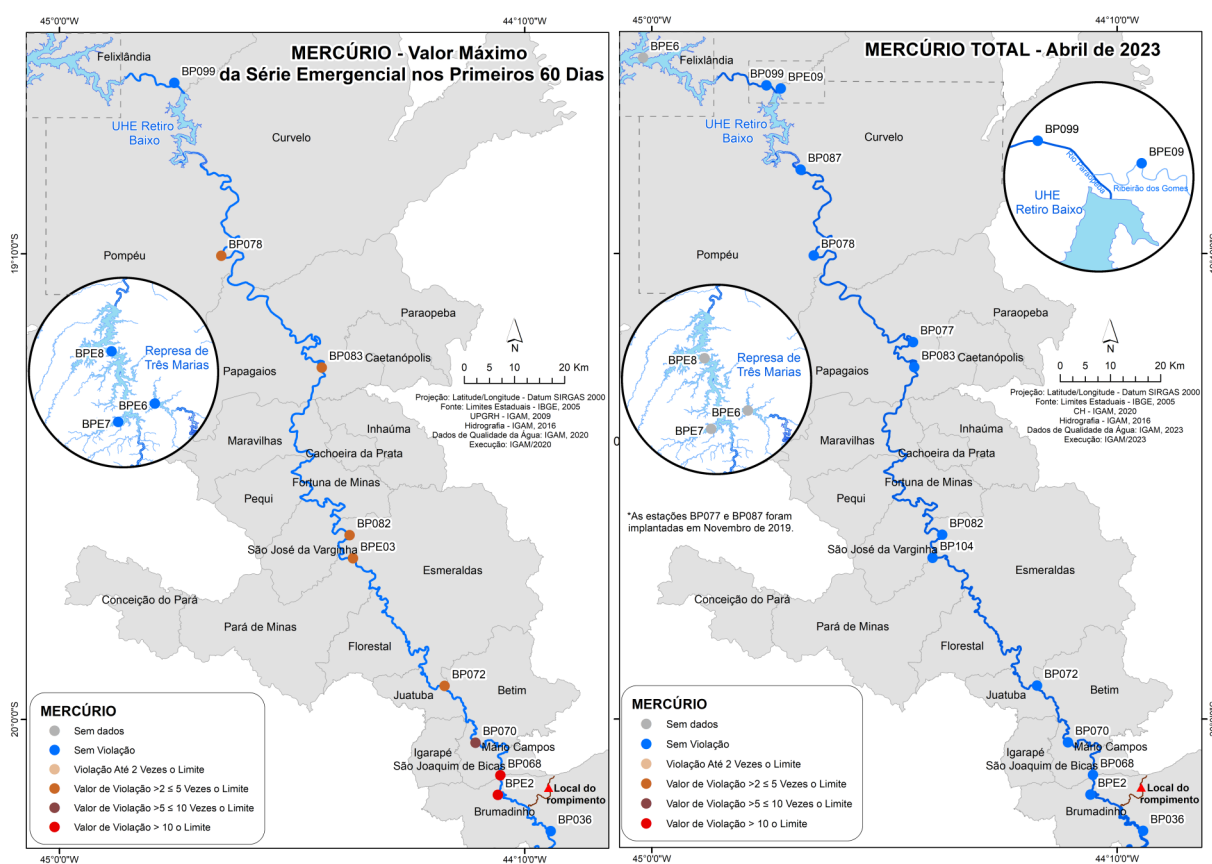 45°0'0"W
44°10'0"W
MERCÚRIO - Valor Máximo
da Série Emergencial nos Primeiros 60 Dias
Felixlândia
BP099
UHE Retiro
Baixo
Curvelo
BP078
19°10'0"S
Pompéu
Paraopeba
N
BPE8
Represa de
Três Marias
BPE6
BPE7
BP083
Caetanópolis
Papagaios
0 5 10 20 Km
Projeção: Latitude/Longitude - Datum SIRGAS 2000
Fonte: Limites Estaduais - IBGE, 2005
UPGRH - IGAM, 2009
Hidrografia - IGAM, 2016
Dados de Qualidade da Água: IGAM, 2020
Execução: IGAM/2020
Inhaúma
Maravilhas
Cachoeira da Prata
Fortuna de Minas
Pequi
BP082
São José da Varginha
BPE03
Esmeraldas
Conceição do Pará
Pará de Minas
Florestal
BP072
Juatuba
Betim
20°0'0"S
BP070
Igarapé
Mário Campos
São Joaquim de Bicas
BP068
BPE2
Local do
rompimento
Brumadinho
BP036
MERCÚRIO
Sem dados
Sem Violação
Violação Até 2 Vezes o Limite
Valor de Violação >2 ≤ 5 Vezes o Limite
Valor de Violação >5 ≤ 10 Vezes o Limite
Valor de Violação > 10 o Limite
45°0'0"W
44°10'0"W
45°0'0"W
44°10'0"W
MERCÚRIO TOTAL - Abril de 2023
BPE6
Felixlândia
BP099
BPE09
UHE Retiro
Baixo
Curvelo
BP087
BP099
BPE09
Rio Paraopeba
Ribeirão dos Gomes
UHE
Retiro Baixo
BP078
Pompéu
Paraopeba
N
BPE8
Represa de
Três Marias
BPE6
BPE7
BP077
BP083
Caetanópolis
Papagaios
0 5 10 20 Km
Projeção: Latitude/Longitude - Datum SIRGAS 2000
Fonte: Limites Estaduais - IBGE, 2005
CH - IGAM, 2020
Hidrografia - IGAM, 2016
Dados de Qualidade da Água: IGAM, 2023
Execução: IGAM/2023
Inhaúma
Maravilhas
Cachoeira da Prata
Fortuna de Minas
Pequi
*As estações BP077 e BP087 foram
implantadas em Novembro de 2019.
BP082
São José da Varginha
BP104
Esmeraldas
Conceição do Pará
Pará de Minas
Florestal
BP072
Juatuba
Betim
BP070
Igarapé
Mário Campos
São Joaquim de Bicas
BP068
BPE2
Local do
rompimento
Brumadinho
BP036
MERCÚRIO
Sem dados
Sem Violação
Violação Até 2 Vezes o Limite
Valor de Violação >2 ≤ 5 Vezes o Limite
Valor de Violação >5 ≤ 10 Vezes o Limite
Valor de Violação > 10 o Limite
45°0'0"W
44°10'0"W